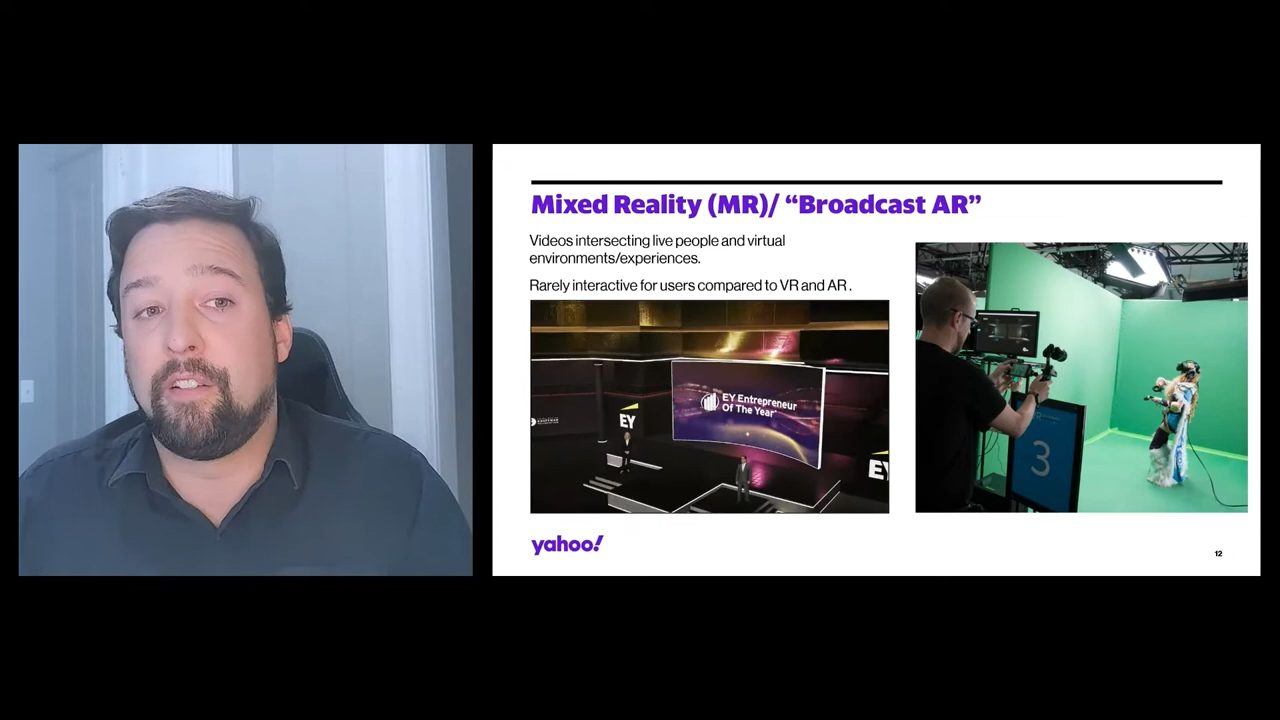 Mixed Reality (MR)/ “Broadcast AR”
Videos intersecting live people and virtual
environments/experiences.
Rarely interactive for users compared to VR and AR .
EY Entrepreneur
Of The Year
EY
EY
3
yahoo!
12